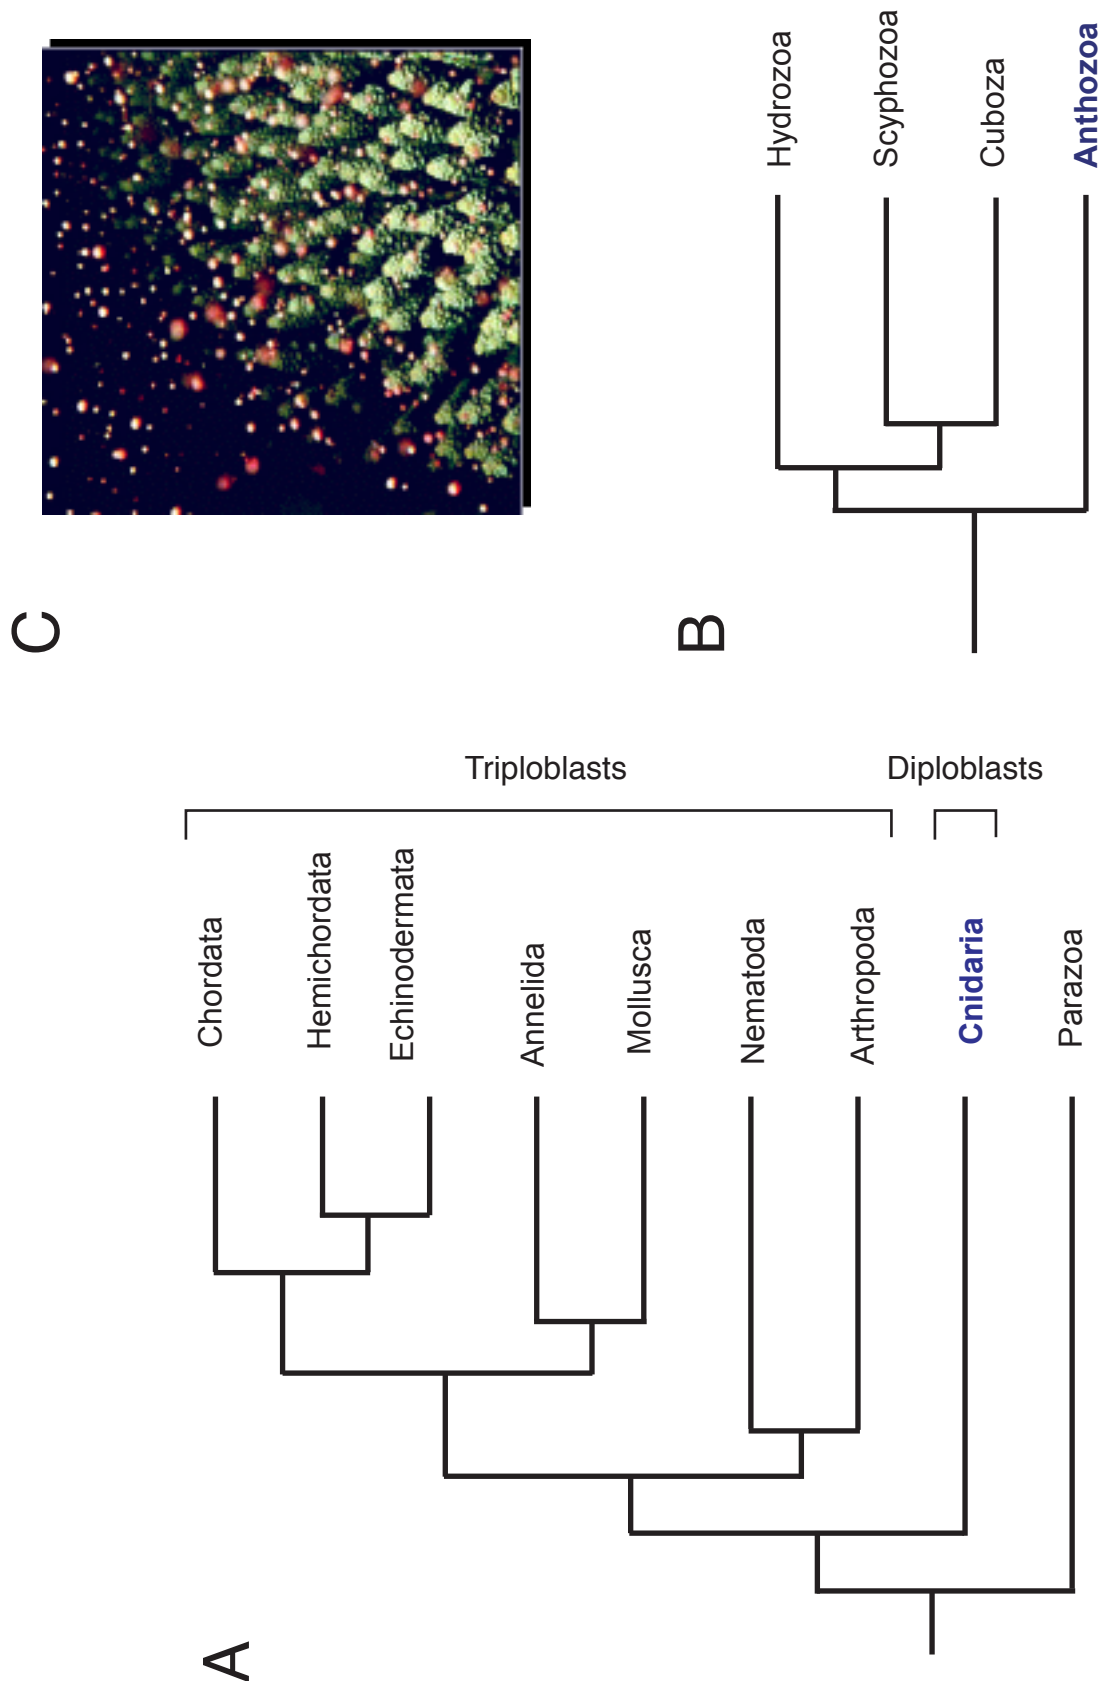 A
Chordata
Hemichordata
Echinodermata
Annelida
Mollusca
Nematoda
Arthropoda
Cnidaria
Parazoa
Triploblasts
Diploblasts
B
Hydrozoa
Scyphozoa
Cuboza
Anthozoa
C